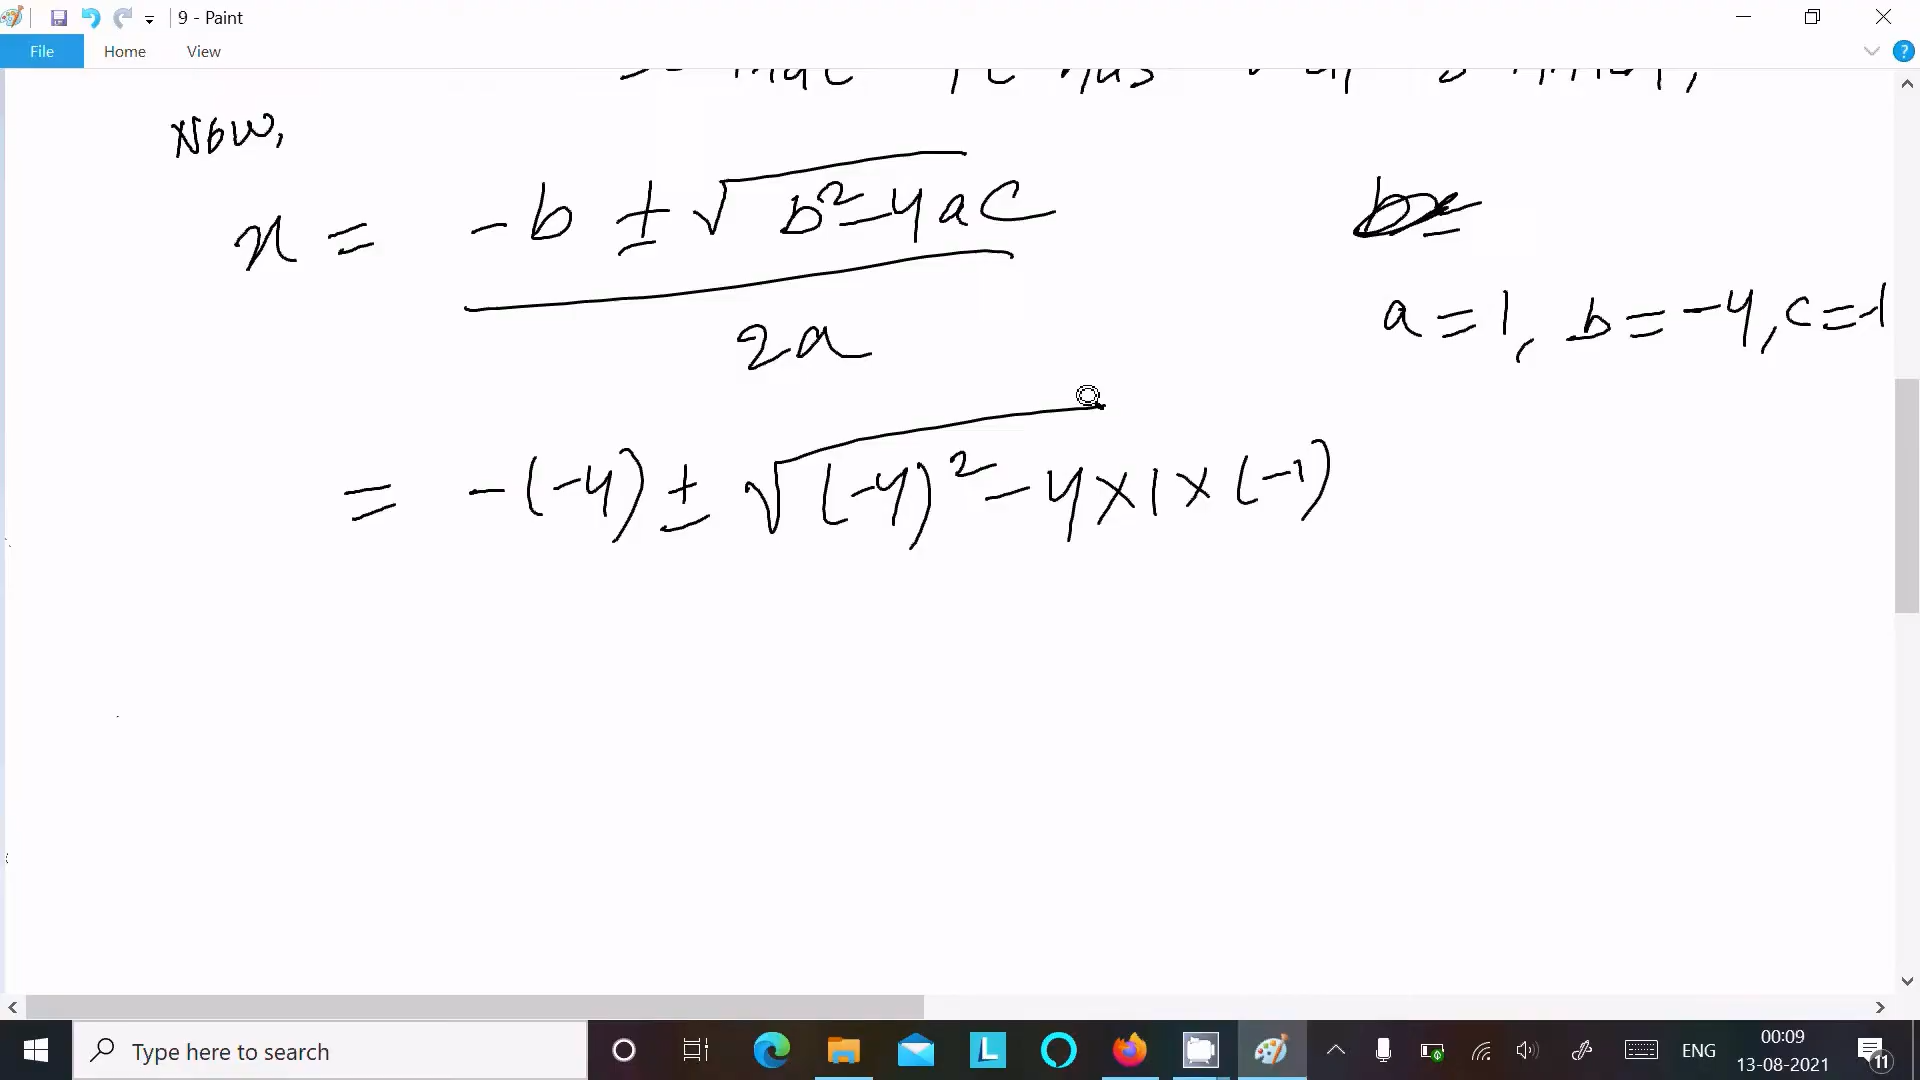 9 - Paint
File Home View
Now,
x = -b ± √b²-4ac
2a
b=
a=1, b=-4, c=-1
= -(-4) ± √(-4)²-4×1×(-1)
Type here to search
ENG
00:09
13-08-2021
11